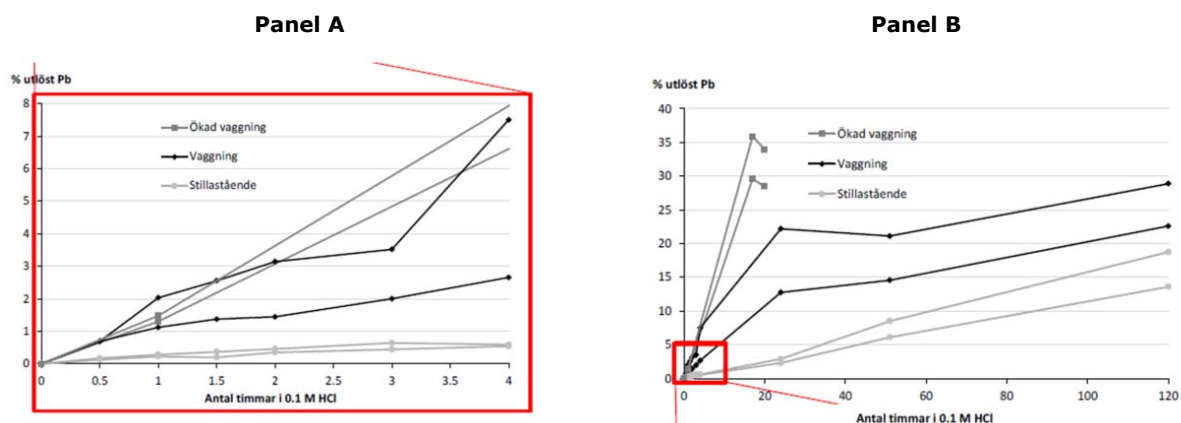 Panel A
Panel B
% utlöst Pb
8
7
6
5
4
3
2
1
0
Ökad vaggning
Vaggning
Stillastående
0 0.5 1 1.5 2 2.5 3 3.5 4
Antal timmar i 0.1 M HCl
% utlöst Pb
40
35
30
25
20
15
10
5
0
Ökad vaggning
Vaggning
Stillastående
0 20 40 60 80 100 120
Antal timmar i 0.1 M HCl